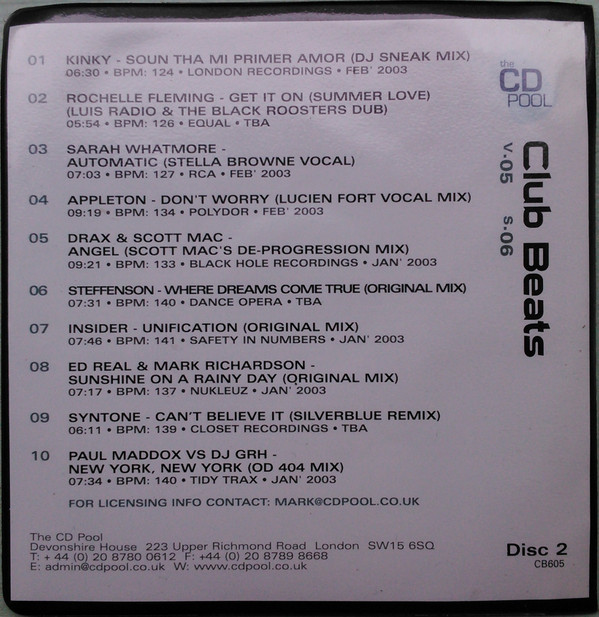 01 KINKY - SOUN THA MI PRIMER AMOR (DJ SNEAK MIX)
06:30 • BPM: 124 • LONDON RECORDINGS • FEB' 2003
02 ROCHELLE FLEMING - GET IT ON (SUMMER LOVE)
(LUIS RADIO & THE BLACK ROOSTERS DUB)
05:54 • BPM: 126 • EQUAL • TBA
03 SARAH WHATMORE -
AUTOMATIC (STELLA BROWNE VOCAL)
07:03 • BPM: 127 • RCA • FEB' 2003
04 APPLETON - DON'T WORRY (LUCIEN FORT VOCAL MIX)
09:19 • BPM: 134 • POLYDOR • FEB' 2003
05 DRAX & SCOTT MAC -
ANGEL (SCOTT MAC'S DE-PROGRESSION MIX)
09:21 • BPM: 133 • BLACK HOLE RECORDINGS • JAN' 2003
06 STEFFENSON - WHERE DREAMS COME TRUE (ORIGINAL MIX)
07:31 • BPM: 140 • DANCE OPERA • TBA
07 INSIDER - UNIFICATION (ORIGINAL MIX)
07:46 • BPM: 141 • SAFETY IN NUMBERS • JAN' 2003
08 ED REAL & MARK RICHARDSON -
SUNSHINE ON A RAINY DAY (ORIGINAL MIX)
07:17 • BPM: 137 • NUKLEUZ • JAN' 2003
09 SYNTONE - CAN'T BELIEVE IT (SILVERBLUE REMIX)
06:11 • BPM: 139 • CLOSET RECORDINGS • TBA
10 PAUL MADDOX VS DJ GRH -
NEW YORK, NEW YORK (OD 404 MIX)
07:34 • BPM: 140 • TIDY TRAX • JAN' 2003
FOR LICENSING INFO CONTACT: MARK@CDPOOL.CO.UK
The CD Pool
Devonshire House 223 Upper Richmond Road London SW15 6SQ
T: + 44 (0) 20 8780 0612 F: +44 (0) 20 8789 8668
E: admin@cdpool.co.uk W: www.cdpool.co.uk
the
CD
POOL
Club Beats
v.05 s.06
Disc 2
CB605